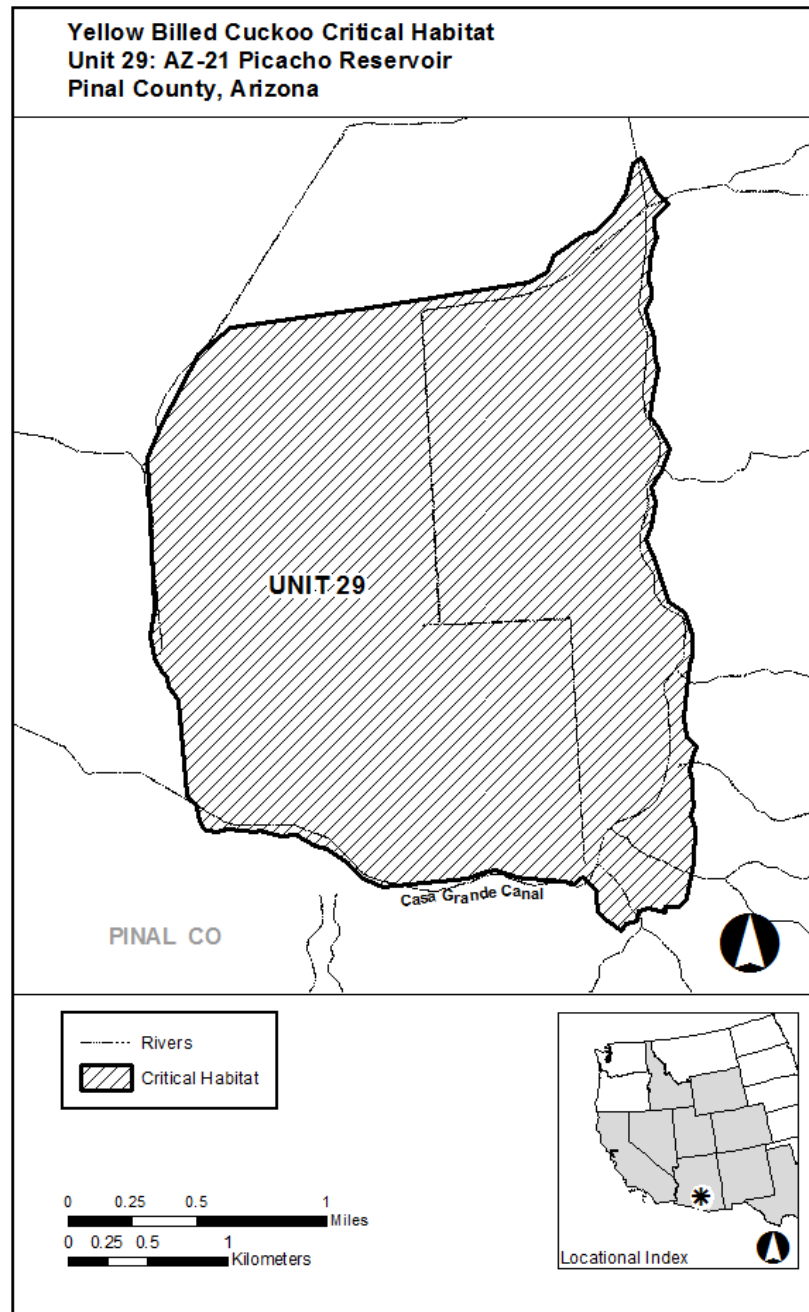 Yellow Billed Cuckoo Critical Habitat
Unit 29: AZ-21 Picacho Reservoir
Pinal County, Arizona
UNIT 29
Casa Grande Canal
PINAL CO
Rivers
Critical Habitat
0 0.25 0.5 1
Miles
0 0.25 0.5 1
Kilometers
Locational Index